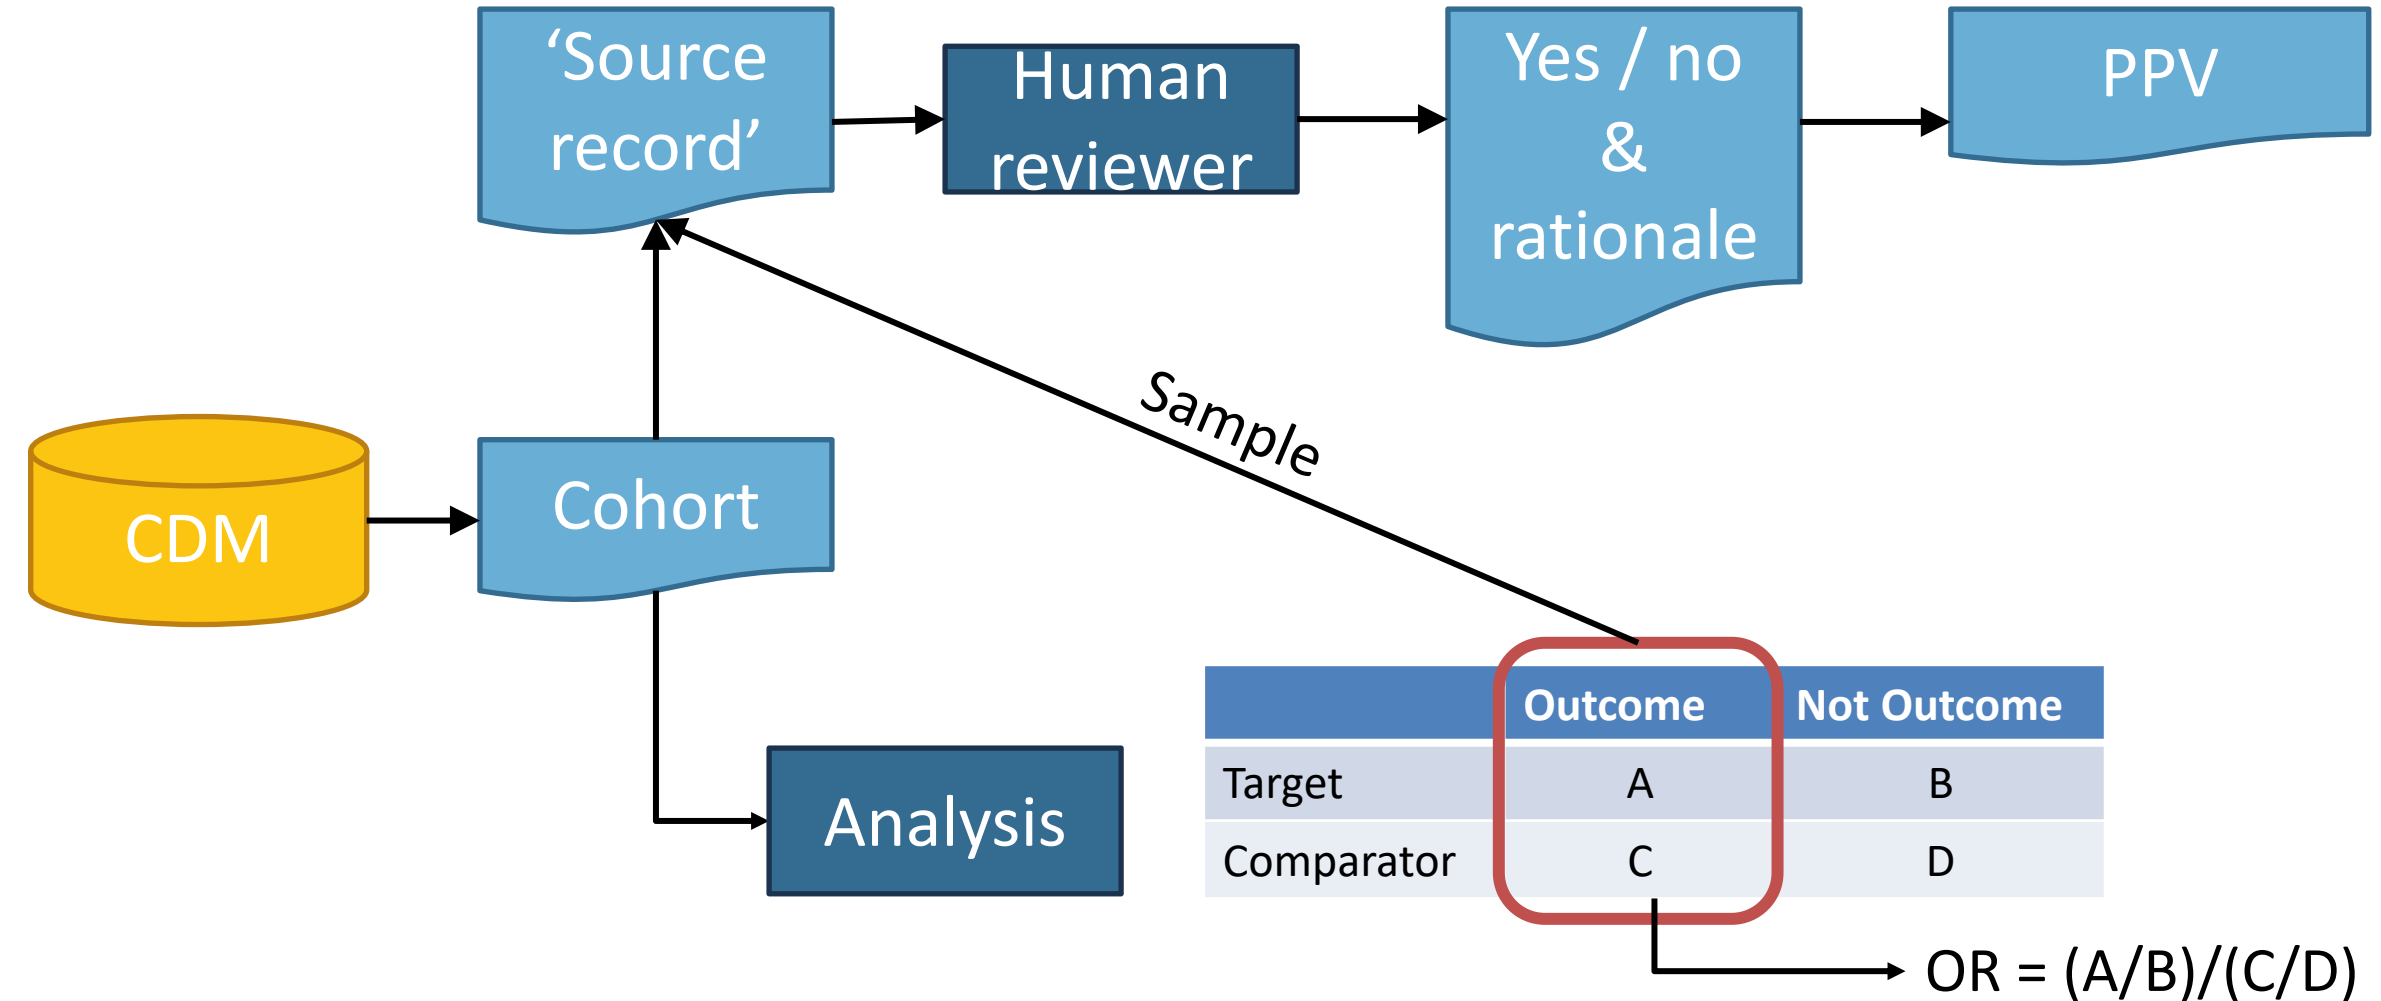 ‘Source
record’
Human
reviewer
Yes / no
&
rationale
PPV
Sample
CDM
Cohort
Analysis
Outcome Not Outcome
Target A B
Comparator C D
OR = (A/B)/(C/D)